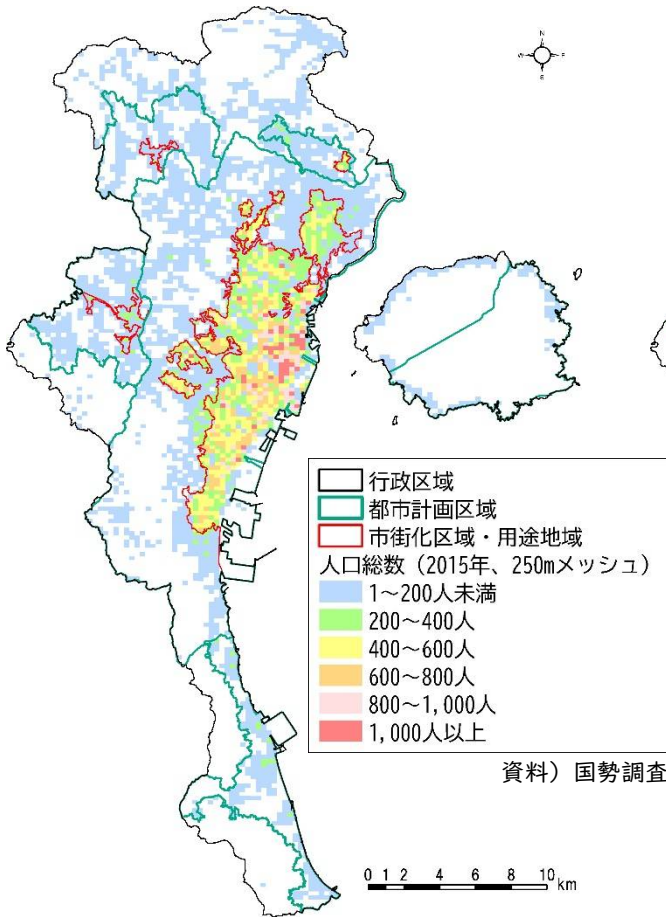 N
W
E
S
行政区域
都市計画区域
市街化区域・用途地域
人口総数（2015年、250mメッシュ）
1～200人未満
200～400人
400～600人
600～800人
800～1,000人
1,000人以上
資料）国勢調査
0 1 2 4 6 8 10 km